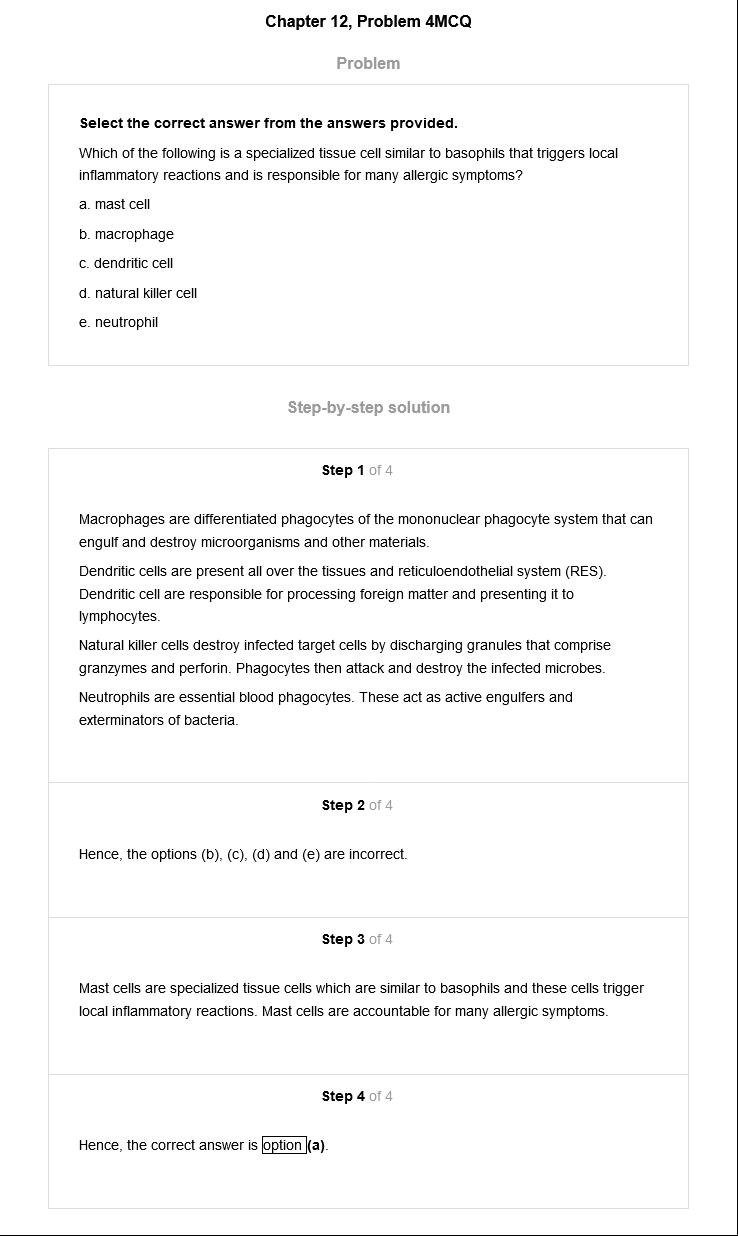 Chapter 12, Problem 4MCQ
Problem
Select the correct answer from the answers provided.
Which of the following is a specialized tissue cell similar to basophils that triggers local
inflammatory reactions and is responsible for many allergic symptoms?
a. mast cell
b. macrophage
c. dendritic cell
d. natural killer cell
e. neutrophil
Step-by-step solution
Step 1 of 4
Macrophages are differentiated phagocytes of the mononuclear phagocyte system that can
engulf and destroy microorganisms and other materials.
Dendritic cells are present all over the tissues and reticuloendothelial system (RES).
Dendritic cell are responsible for processing foreign matter and presenting it to
lymphocytes.
Natural killer cells destroy infected target cells by discharging granules that comprise
granzymes and perforin. Phagocytes then attack and destroy the infected microbes.
Neutrophils are essential blood phagocytes. These act as active engulfers and
exterminators of bacteria.
Step 2 of 4
Hence, the options (b), (c), (d) and (e) are incorrect.
Step 3 of 4
Mast cells are specialized tissue cells which are similar to basophils and these cells trigger
local inflammatory reactions. Mast cells are accountable for many allergic symptoms.
Step 4 of 4
Hence, the correct answer is option (a).